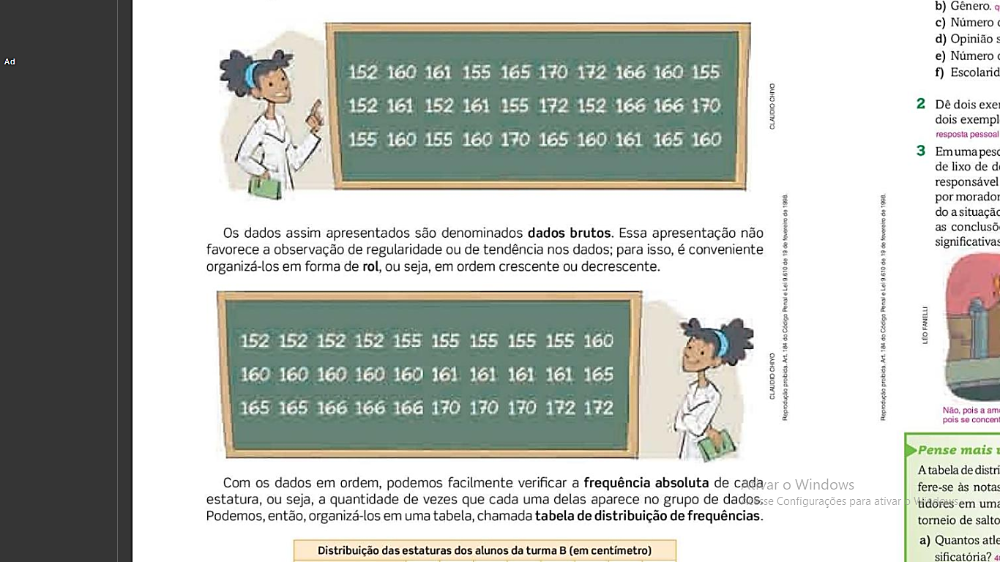 Ad
152 160 161 155 165 170 172 166 160 155
152 161 152 161 155 172 152 166 166 170
155 160 155 160 170 165 160 161 165 160
CLAUDIO CHIYO
Os dados assim apresentados são denominados dados brutos. Essa apresentação não
favorece a observação de regularidade ou de tendência nos dados; para isso, é conveniente
organizá-los em forma de rol, ou seja, em ordem crescente ou decrescente.
152 152 152 152 155 155 155 155 155 160
160 160 160 160 160 161 161 161 161 165
165 165 166 166 166 170 170 170 172 172
CLAUDIO CHIYO
Reprodução proibida. Art. 184 do Código Penal e Lei 9.610 de 19 de fevereiro de 1998.
Com os dados em ordem, podemos facilmente verificar a frequência absoluta de cada
estatura, ou seja, a quantidade de vezes que cada uma delas aparece no grupo de dados.
Podemos, então, organizá-los em uma tabela, chamada tabela de distribuição de frequências.
Distribuição das estaturas dos alunos da turma B (em centímetro)
Reprodução proibida. Art. 184 do Código Penal e Lei 9.610 de 19 de fevereiro de 1998.
b) Gênero. q
c) Número
d) Opinião s
e) Número
f) Escolarid
2 Dê dois exer
dois exempl
resposta pessoal
3 Em uma pesq
de lixo de d
responsável
por morador
do a situaçã
as conclusõ
significativas
LÉO FANELLI
Não, pois a am
pois se concent
Pense mais u
A tabela de distri
fere-se às notas
tidores em uma
torneio de salto
a) Quantos atle
sificatória? 4
Ativar o Windows
Acesse Configurações para ativar o Windows.